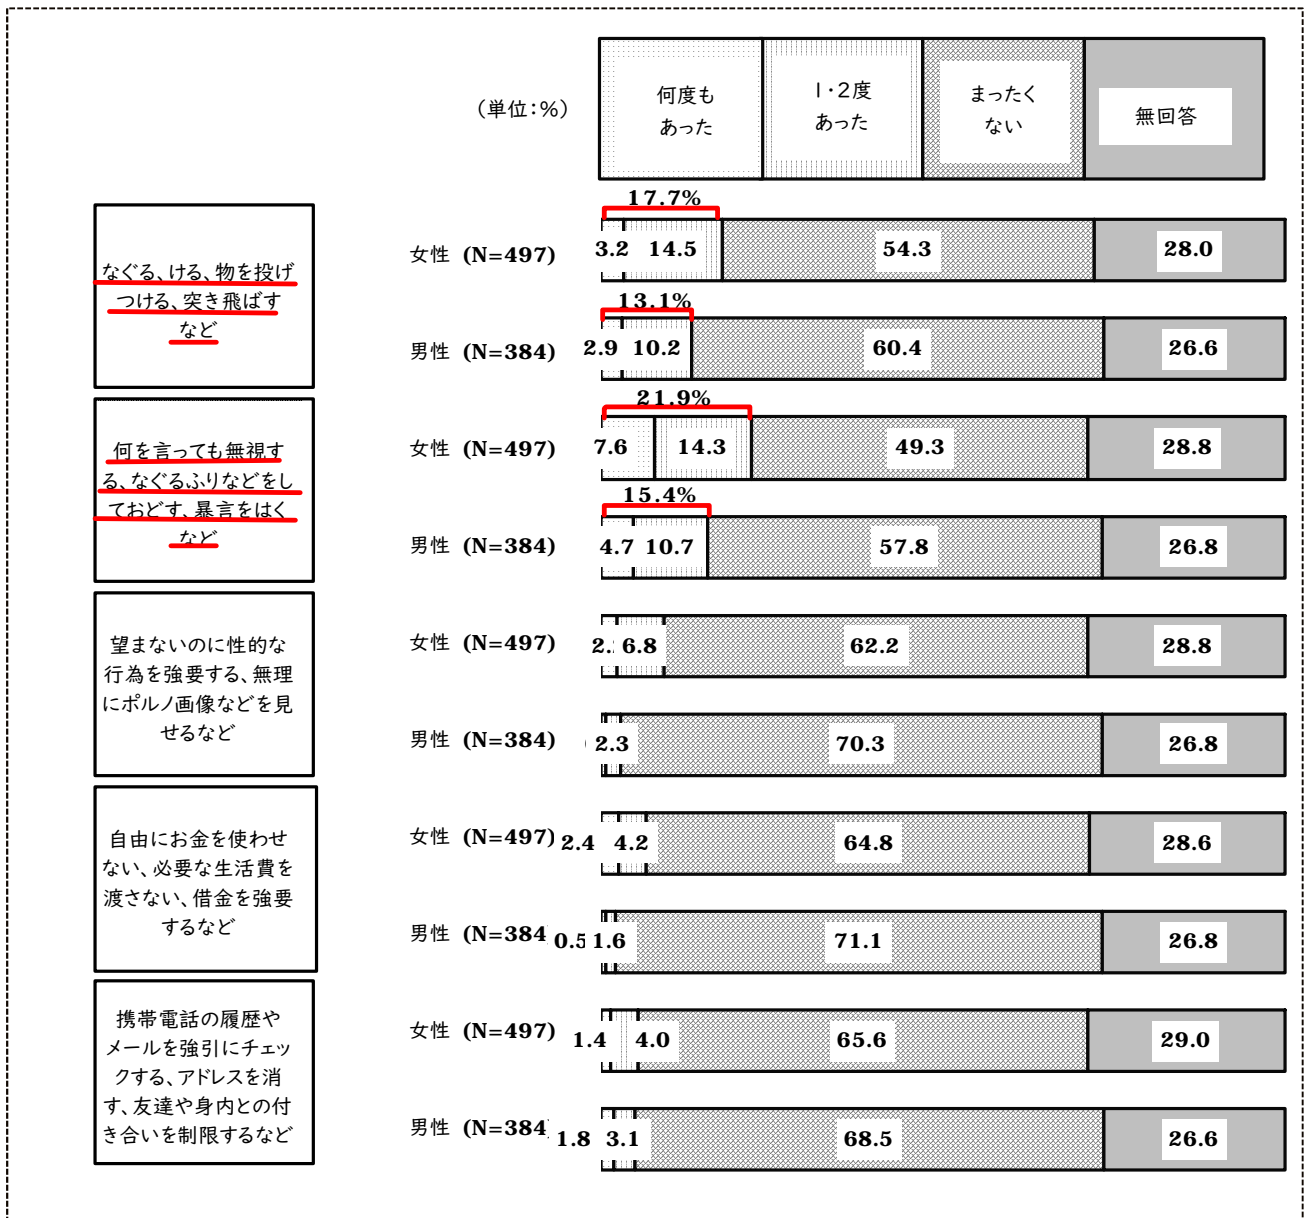 (単位:%)
何度も
あった
1・2度
あった
まったく
ない
無回答
なぐる、ける、物を投げ
つける、突き飛ばす
など
17.7%
女性 (N=497) 3.2 14.5 54.3 28.0
13.1%
男性 (N=384) 2.9 10.2 60.4 26.6
何を言っても無視す
る、なぐるふりなどをし
ておどす、暴言をはく
など
21.9%
女性 (N=497) 7.6 14.3 49.3 28.8
15.4%
男性 (N=384) 4.7 10.7 57.8 26.8
望まないのに性的な
行為を強要する、無理
にポルノ画像などを見
せるなど
女性 (N=497) 6.8 62.2 28.8
男性 (N=384) 2.3 70.3 26.8
自由にお金を使わせ
ない、必要な生活費を
渡さない、借金を強要
するなど
女性 (N=497) 2.4 4.2 64.8 28.6
男性 (N=384 0.5 1.6 71.1 26.8
携帯電話の履歴や
メールを強引にチェッ
クする、アドレスを消
す、友達や身内との付
き合いを制限するなど
女性 (N=497) 1.4 4.0 65.6 29.0
男性 (N=384) 1.8 3.1 68.5 26.6